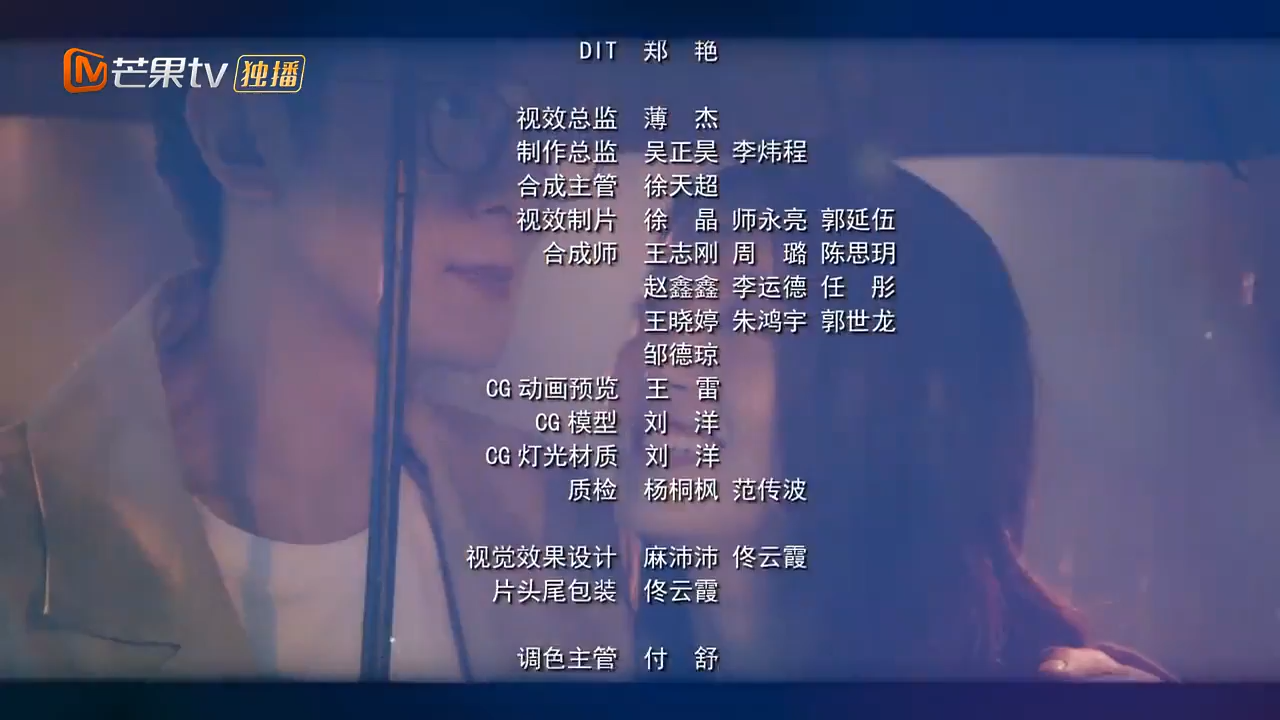 DIT 郑 艳
芒果tv 独播
视效总监 薄 杰
制作总监 吴正昊 李炜程
合成主管 徐天超
视效制片 徐 晶 师永亮 郭延伍
合成师 王志刚 周 璐 陈思玥
赵鑫鑫 李运德 任 彤
王晓婷 朱鸿宇 郭世龙
邹德琼
CG 动画预览 王 雷
CG 模型 刘 洋
CG 灯光材质 刘 洋
质检 杨桐枫 范传波
视觉效果设计 麻沛沛 佟云霞
片头尾包装 佟云霞
调色主管 付 舒